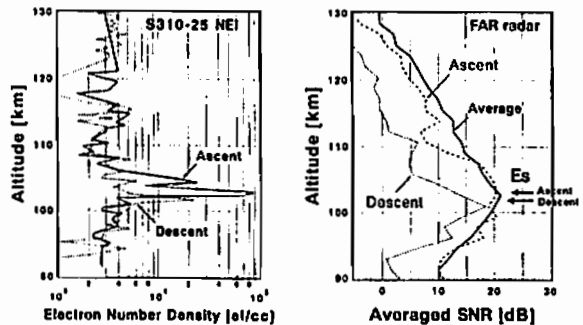 S310-25 NEI
130
120
110
100
90
Altitude [km]
Ascent
Descent
Electron Number Density [el/cc]
FAR radar
130
120
110
100
90
Altitude [km]
Ascent
Average
Descent
Es
Ascent
Descent
0
10
20
30
Averaged SNR [dB]